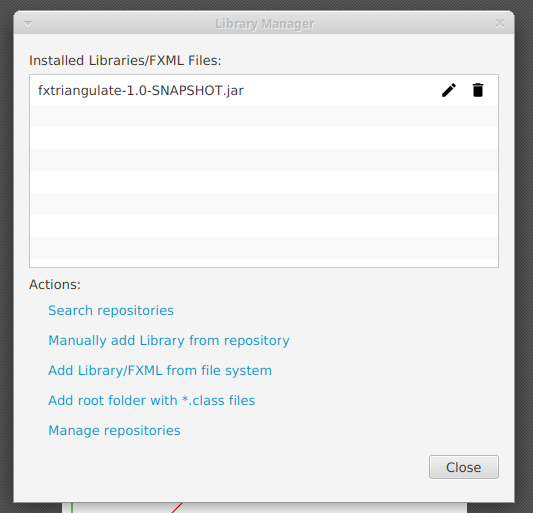 Library Manager
Installed Libraries/FXML Files:
fxtriangulate-1.0-SNAPSHOT.jar
Actions:
Search repositories
Manually add Library from repository
Add Library/FXML from file system
Add root folder with *.class files
Manage repositories
Close